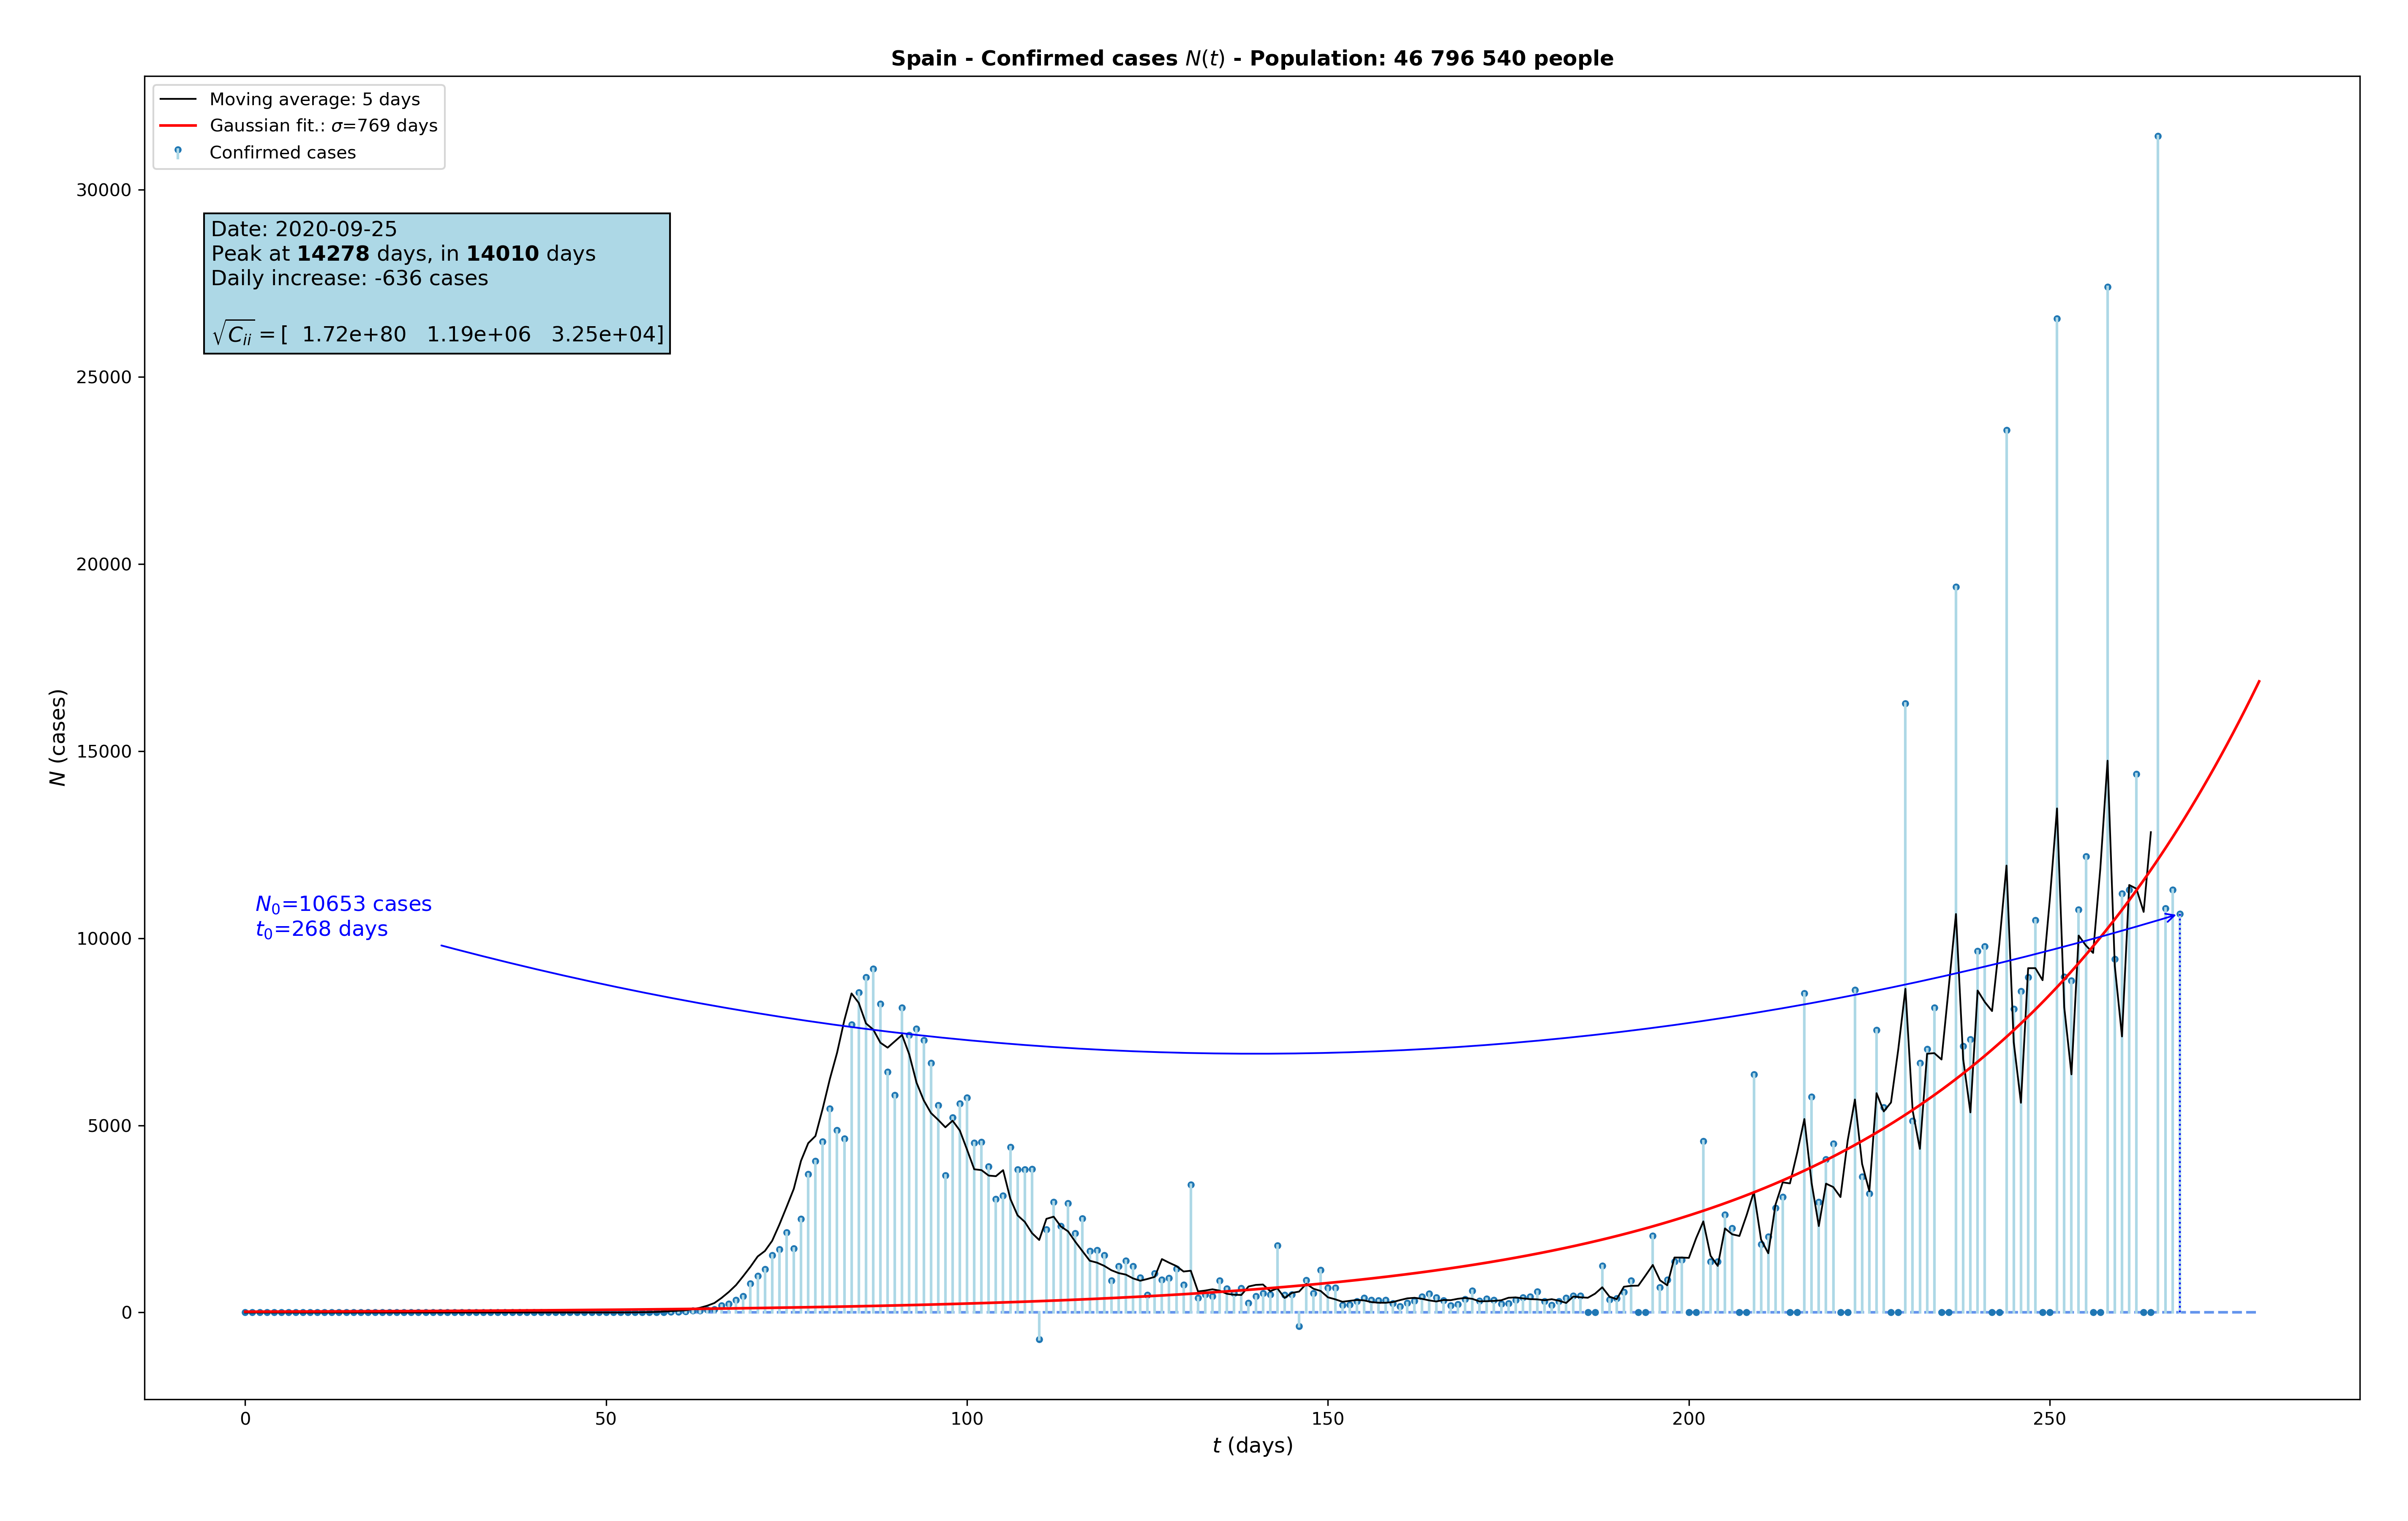 Spain - Confirmed cases N(t) - Population: 46 796 540 people
Moving average: 5 days
Gaussian fit.: σ=769 days
Confirmed cases
Date: 2020-09-25
Peak at 14278 days, in 14010 days
Daily increase: -636 cases
√Cᵢᵢ = [ 1.72e+80 1.19e+06 3.25e+04]
N₀=10653 cases
t₀=268 days
N (cases)
30000
25000
20000
15000
10000
5000
0
0 50 100 150 200 250
t (days)